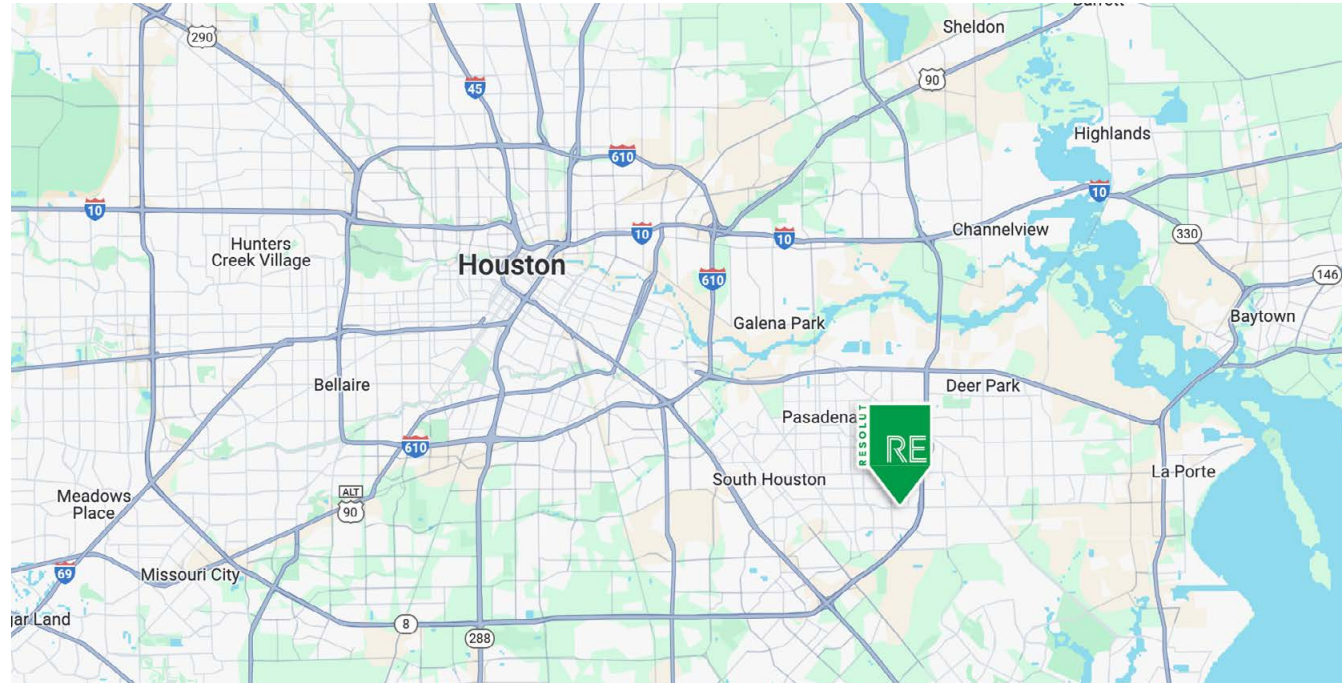 Sheldon
290
90
45
Highlands
610
10
10
Channelview
10
10
330
Hunters
Creek Village
Houston
610
146
Galena Park
Baytown
Bellaire
Deer Park
Pasadena
RESOLUT
RE
610
South Houston
La Porte
Meadows
Place
ALT
90
69
Missouri City
gar Land
8
288